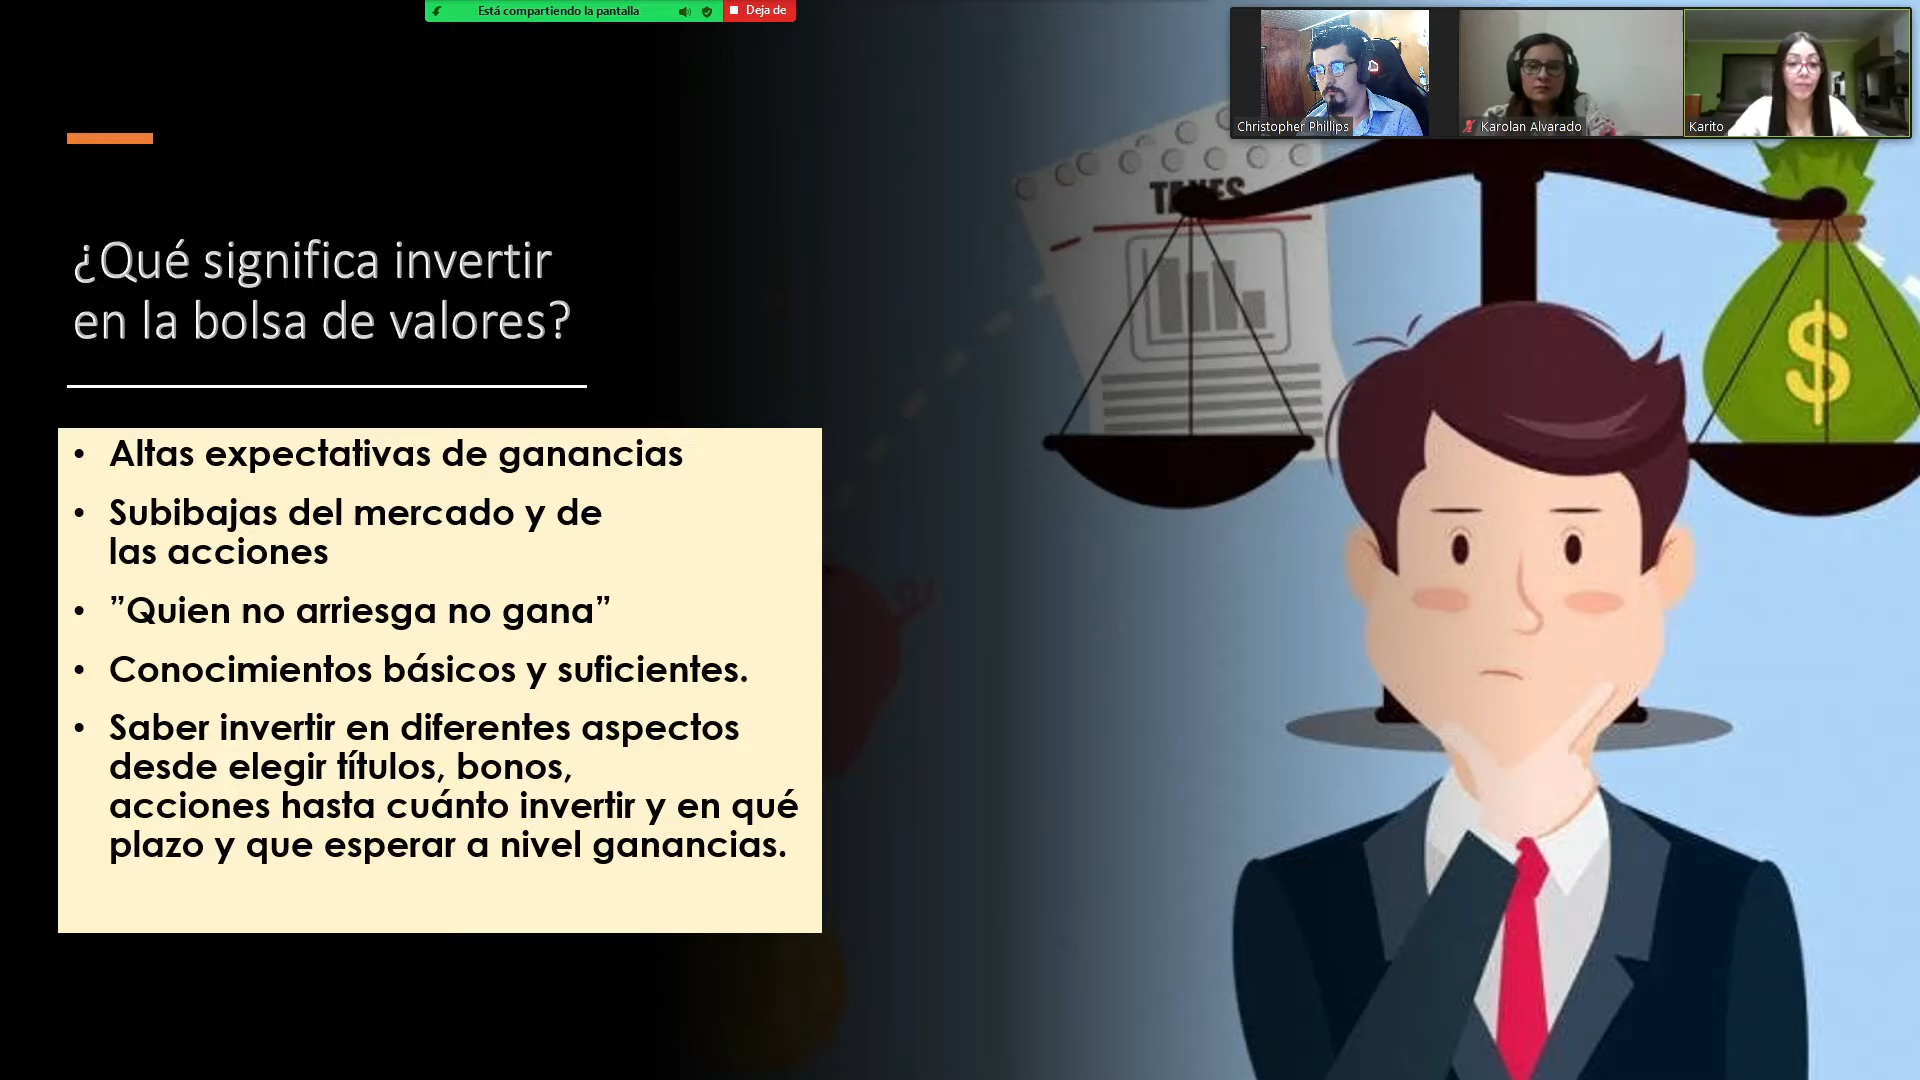 Está compartiendo la pantalla
Deja de
Christopher Phillips
Karolan Alvarado
Karito
TAXES
¿Qué significa invertir
en la bolsa de valores?
$
• Altas expectativas de ganancias
• Subibajas del mercado y de
las acciones
• ”Quien no arriesga no gana”
• Conocimientos básicos y suficientes.
• Saber invertir en diferentes aspectos
desde elegir títulos, bonos,
acciones hasta cuánto invertir y en qué
plazo y que esperar a nivel ganancias.